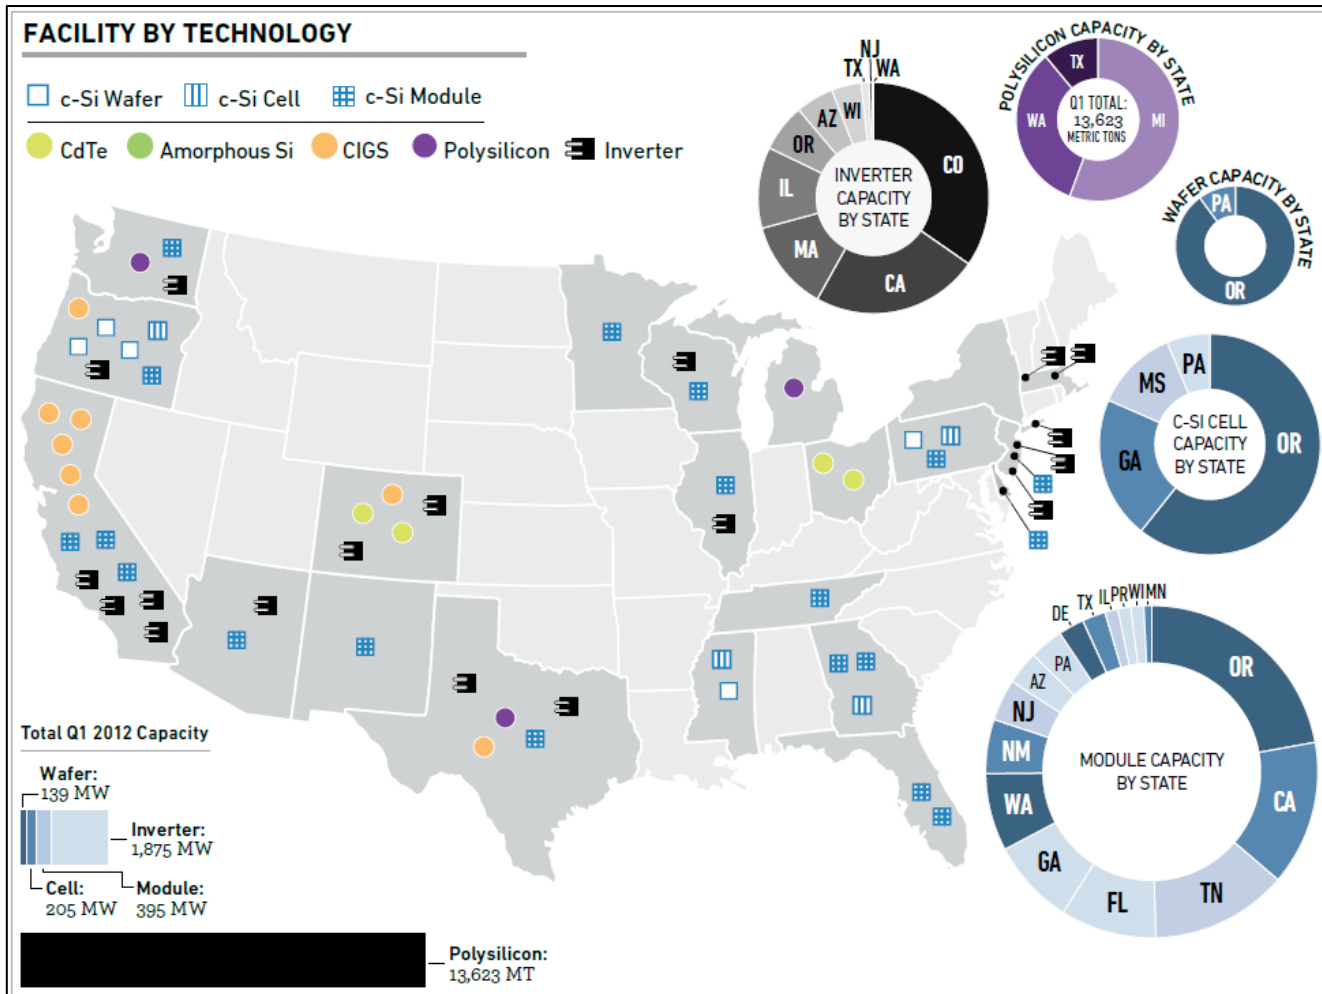 FACILITY BY TECHNOLOGY
c-Si Wafer
c-Si Cell
c-Si Module
CdTe
Amorphous Si
CIGS
Polysilicon
Inverter
NJ
TX
WA
WI
AZ
OR
IL
MA
CA
CO
INVERTER
CAPACITY
BY STATE
POLYSILICON CAPACITY BY STATE
TX
WA
MI
Q1 TOTAL:
13,623
METRIC TONS
WAFER CAPACITY BY STATE
PA
OR
PA
MS
GA
OR
C-SI CELL
CAPACITY
BY STATE
DE
TX
IL
PR
WI
MN
PA
AZ
NJ
NM
WA
GA
FL
TN
CA
OR
MODULE CAPACITY
BY STATE
Total Q1 2012 Capacity
Wafer:
139 MW
Inverter:
1,875 MW
Cell:
205 MW
Module:
395 MW
Polysilicon:
13,623 MT